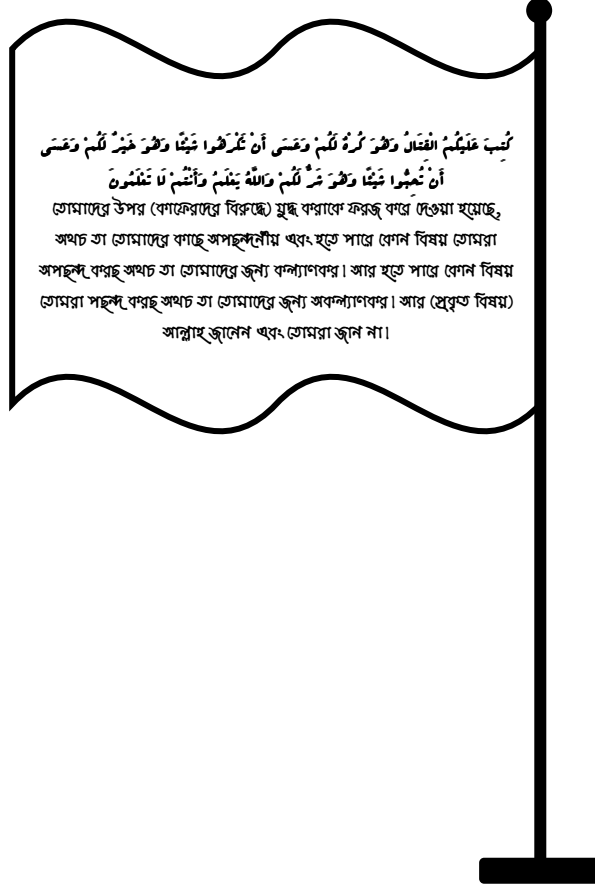 كُتِبَ عَلَيْكُمُ الْقِتَالُ وَهُوَ كُرْهٌ لَكُمْ وَعَسَى أَنْ تَكْرَهُوا شَيْئًا وَهُوَ خَيْرٌ لَكُمْ وَعَسَى
أَنْ تُحِبُّوا شَيْئًا وَهُوَ شَرٌّ لَكُمْ وَاللَّهُ يَعْلَمُ وَأَنْتُمْ لَا تَعْلَمُونَ
তোমাদের উপর (কাফেরদের বিরুদ্ধে) যুদ্ধ করাকে ফরজ করে দেওয়া হয়েছে,
অথচ তা তোমাদের কাছে অপছন্দনীয় এবং হতে পারে কোন বিষয় তোমরা
অপছন্দ করছ অথচ তা তোমাদের জন্য কল্যাণকর। আর হতে পারে কোন বিষয়
তোমরা পছন্দ করছ অথচ তা তোমাদের জন্য অকল্যাণকর। আর (প্রকৃত বিষয়)
আল্লাহ জানেন এবং তোমরা জান না।